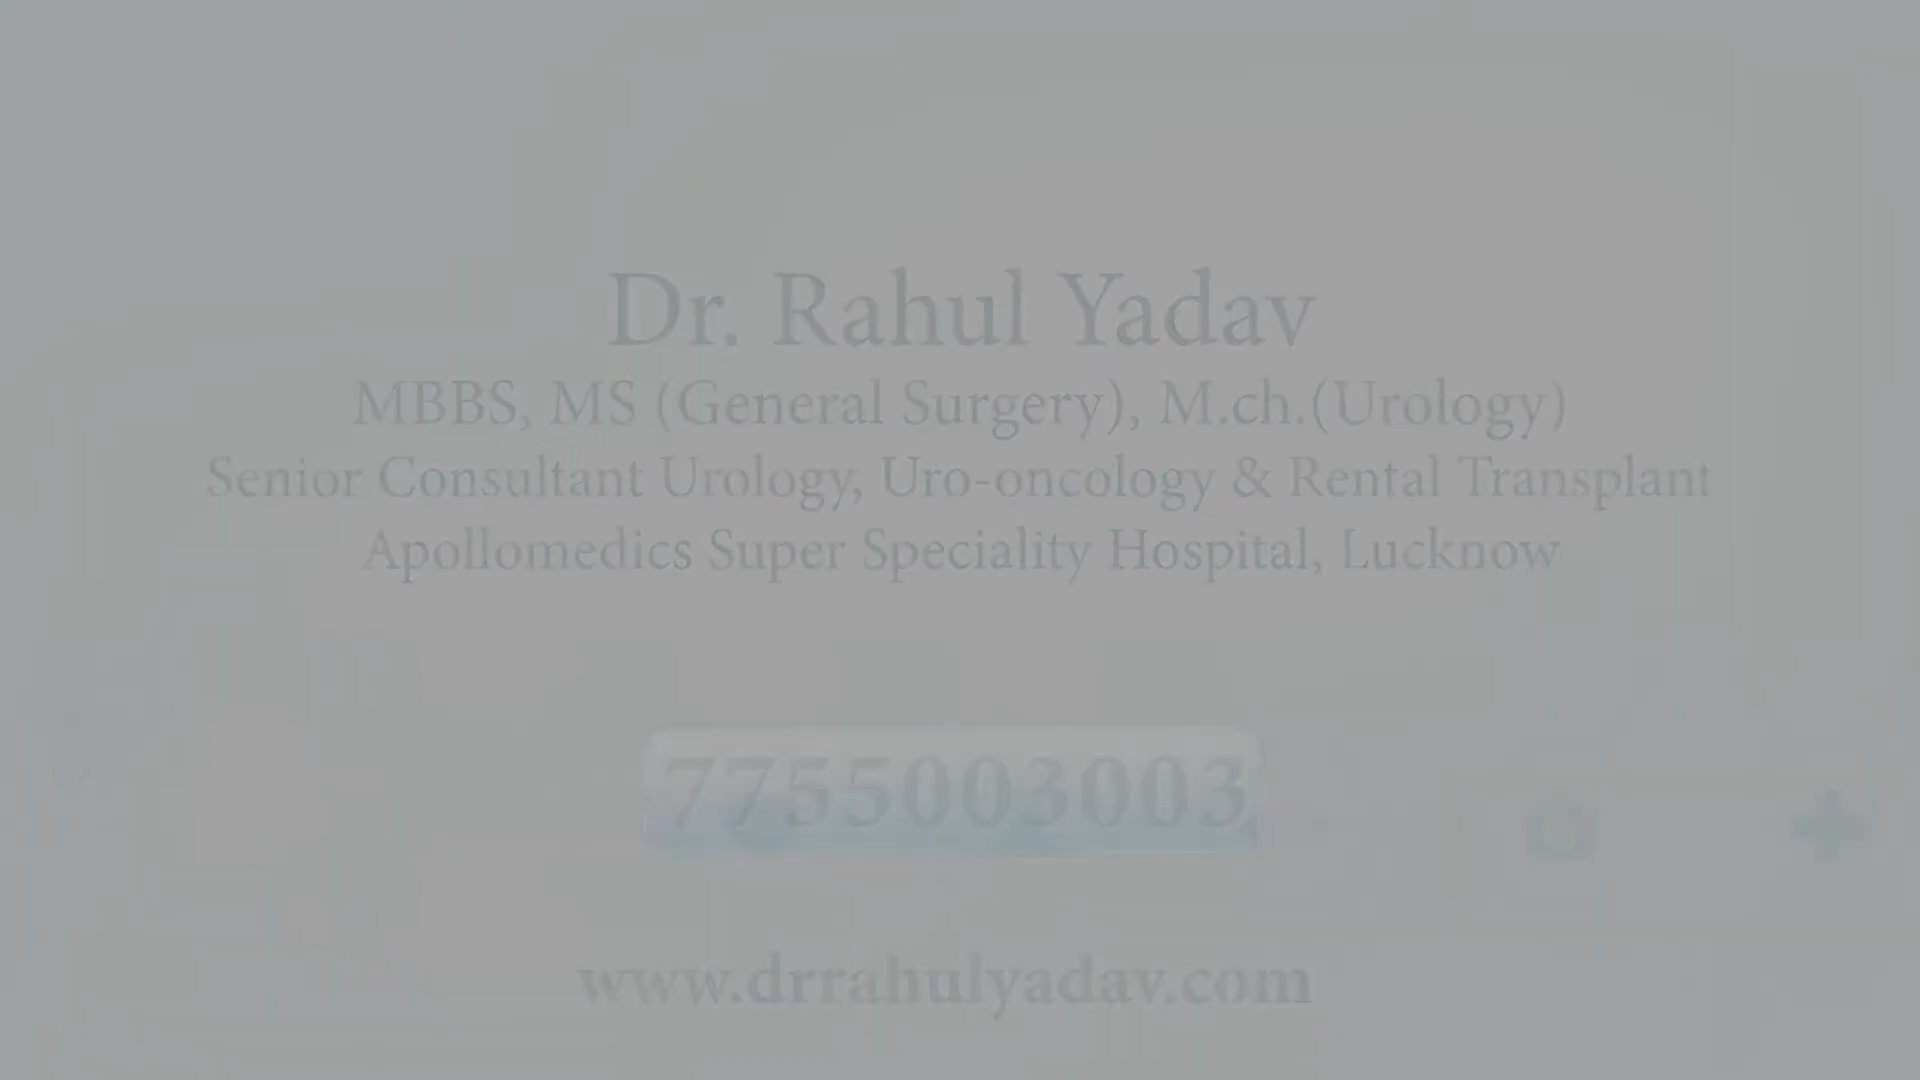 Dr. Rahul Yadav
MBBS, MS (General Surgery), M.ch.(Urology)
Senior Consultant Urology, Uro-oncology & Rental Transplant
Apollomedics Super Speciality Hospital, Lucknow
7755003003
www.drrahulyadav.com